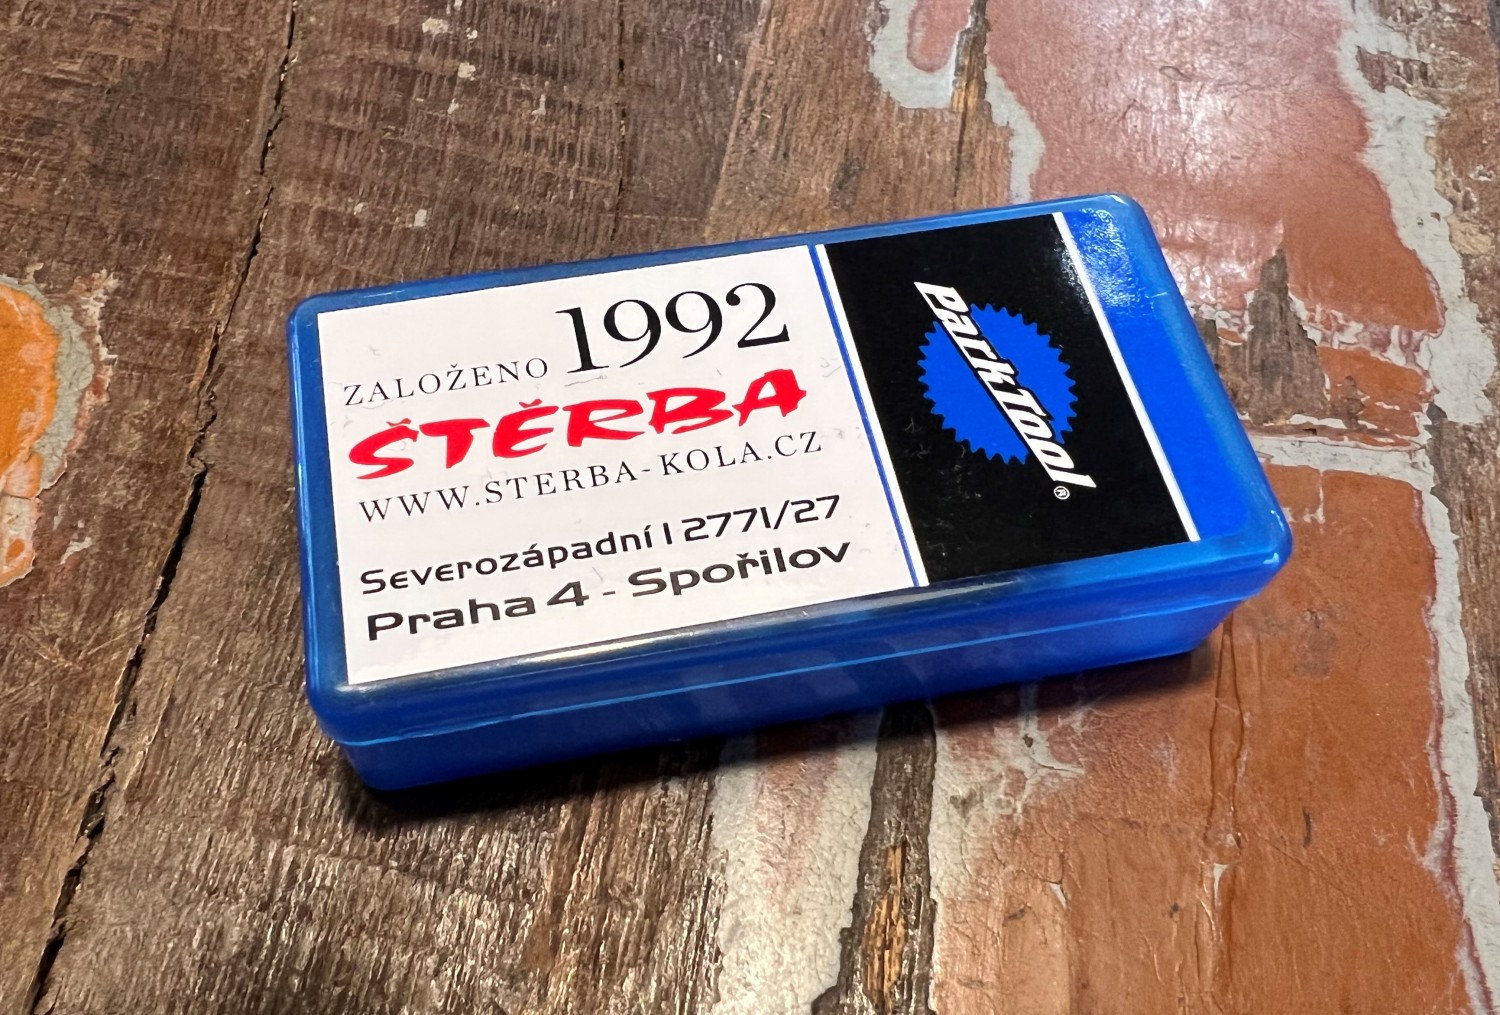 ZALOŽENO 1992
ŠTĚRBA
WWW.STERBA-KOLA.CZ
Severozápadní I 2771/27
Praha 4 - Spořilov
ParkTool®